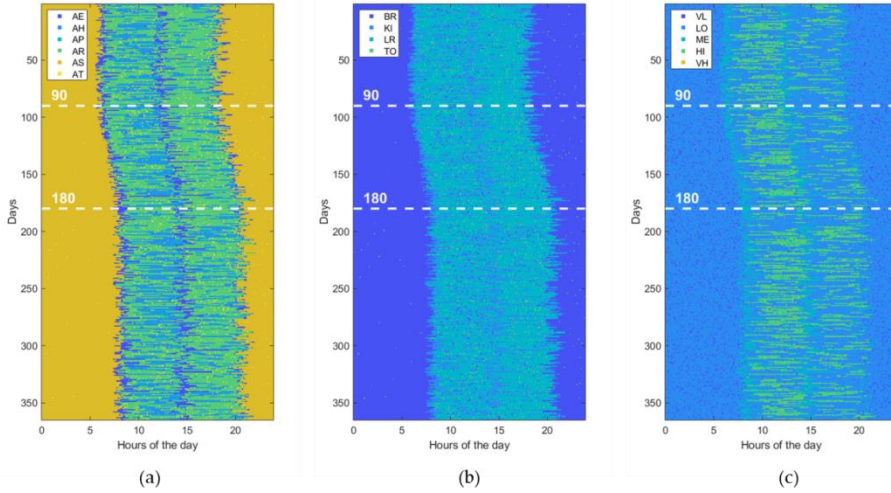 AE
AH
AP
AR
AS
AT
90
180
50
100
150
200
250
300
350
Days
0 5 10 15 20
Hours of the day
(a)
BR
KI
LR
TO
90
180
50
100
150
200
250
300
350
Days
0 5 10 15 20
Hours of the day
(b)
VL
LO
ME
HI
VH
90
180
50
100
150
200
250
300
350
Days
0 5 10 15 20
Hours of the day
(c)